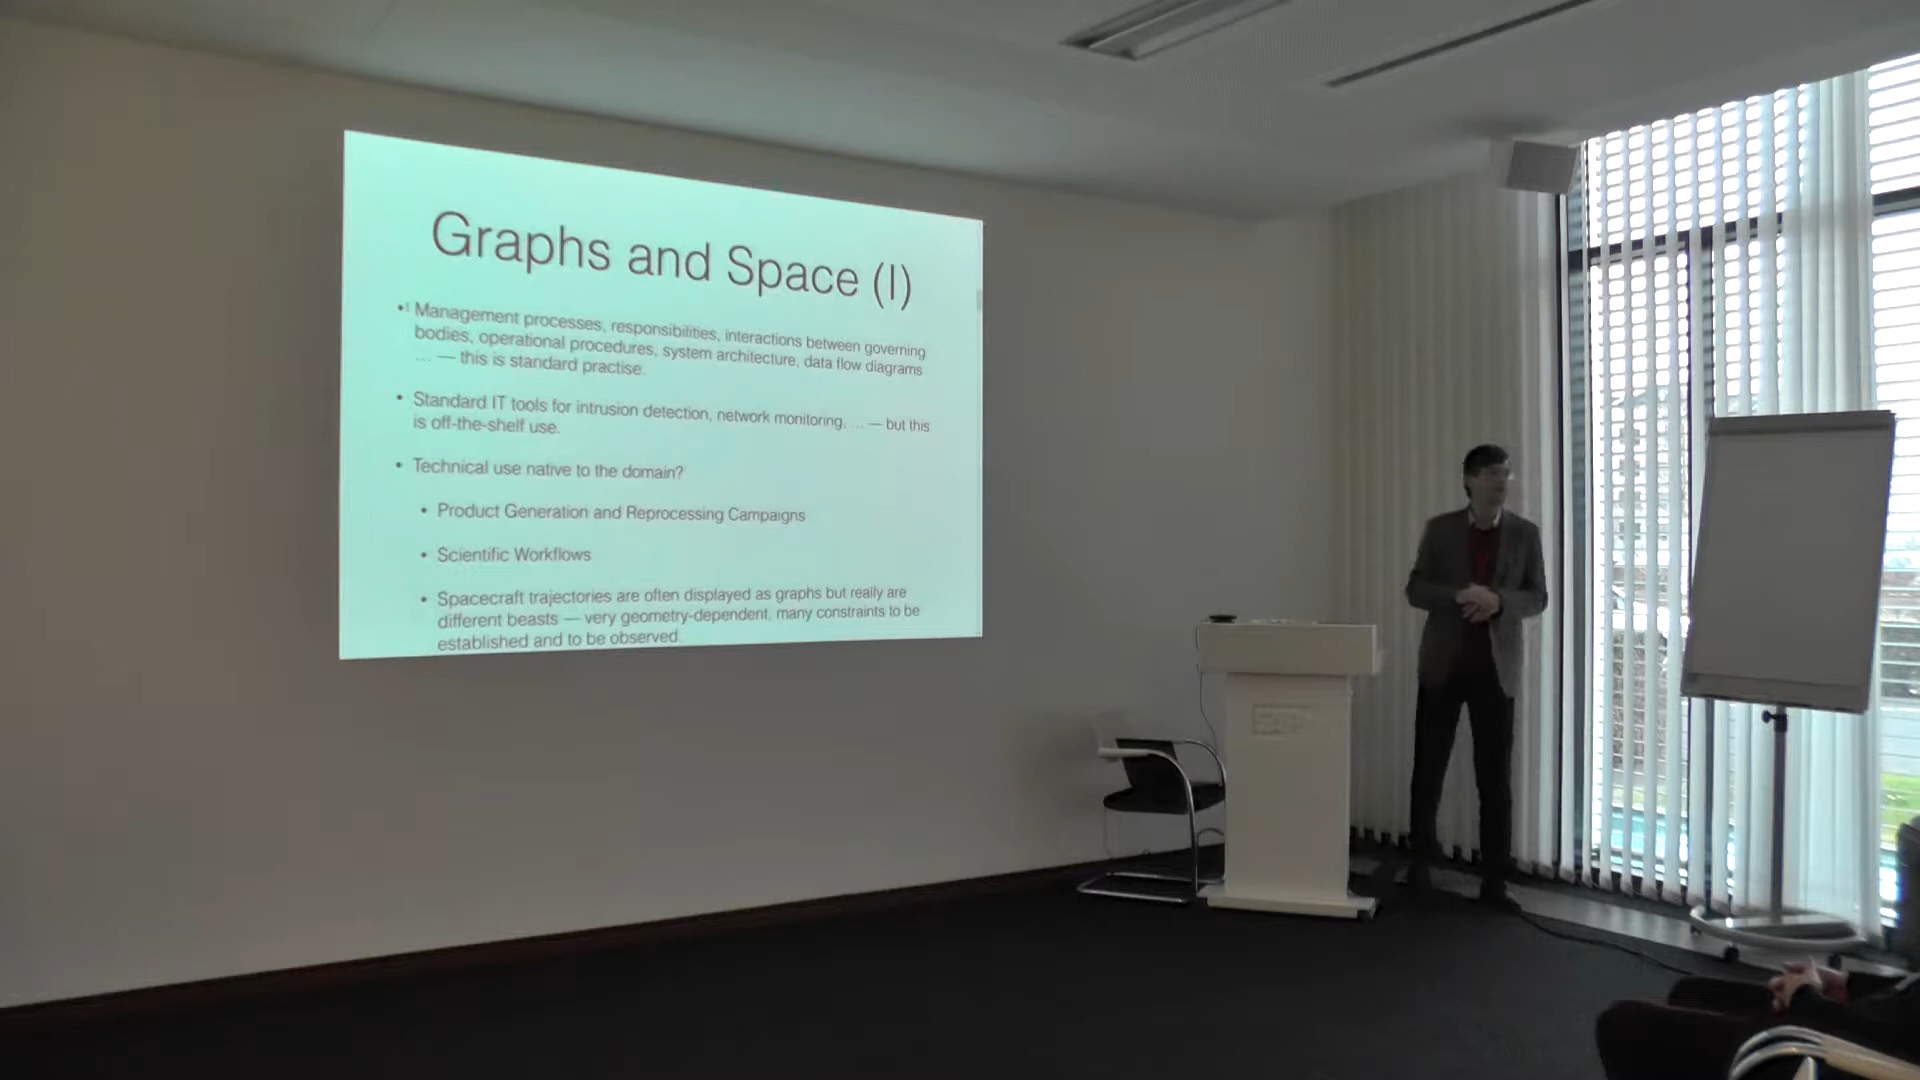 Graphs and Space (I)
• Management processes, responsibilities, interactions between governing
bodies, operational procedures, system architecture, data flow diagrams
... — this is standard practise.
• Standard IT tools for intrusion detection, network monitoring, ... — but this
is off-the-shelf use.
• Technical use native to the domain?
• Product Generation and Reprocessing Campaigns
• Scientific Workflows
• Spacecraft trajectories are often displayed as graphs but really are
different beasts — very geometry-dependent, many constraints to be
established and to be observed.